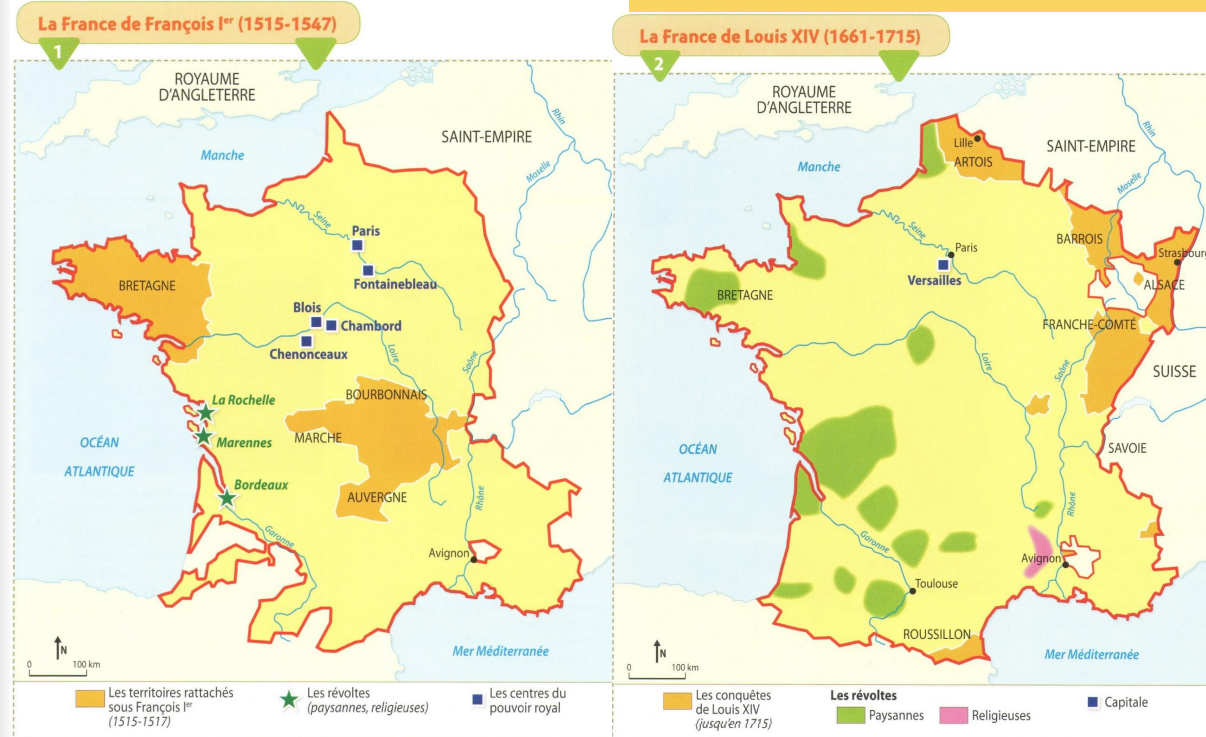 La France de François Ier (1515-1547)
1
ROYAUME
D'ANGLETERRE
SAINT-EMPIRE
Rhin
Moselle
Manche
Seine
Paris
Fontainebleau
BRETAGNE
Blois
Chambord
Chenonceaux
Loire
Saône
BOURBONNAIS
La Rochelle
MARCHE
Marennes
OCÉAN
ATLANTIQUE
Bordeaux
AUVERGNE
Rhône
Garonne
Avignon
Mer Méditerranée
N
0 100 km
Les territoires rattachés
sous François Ier
(1515-1517)
Les révoltes
(paysannes, religieuses)
Les centres du
pouvoir royal
La France de Louis XIV (1661-1715)
2
ROYAUME
D'ANGLETERRE
Rhin
Lille
ARTOIS
SAINT-EMPIRE
Manche
Moselle
Seine
Paris
BARROIS
Strasbourg
Versailles
ALSACE
BRETAGNE
FRANCHE-COMTÉ
Loire
Saône
SUISSE
OCÉAN
ATLANTIQUE
SAVOIE
Rhône
Garonne
Avignon
Toulouse
ROUSSILLON
Mer Méditerranée
N
0 100 km
Les conquêtes
de Louis XIV
(jusqu'en 1715)
Les révoltes
Paysannes
Religieuses
Capitale